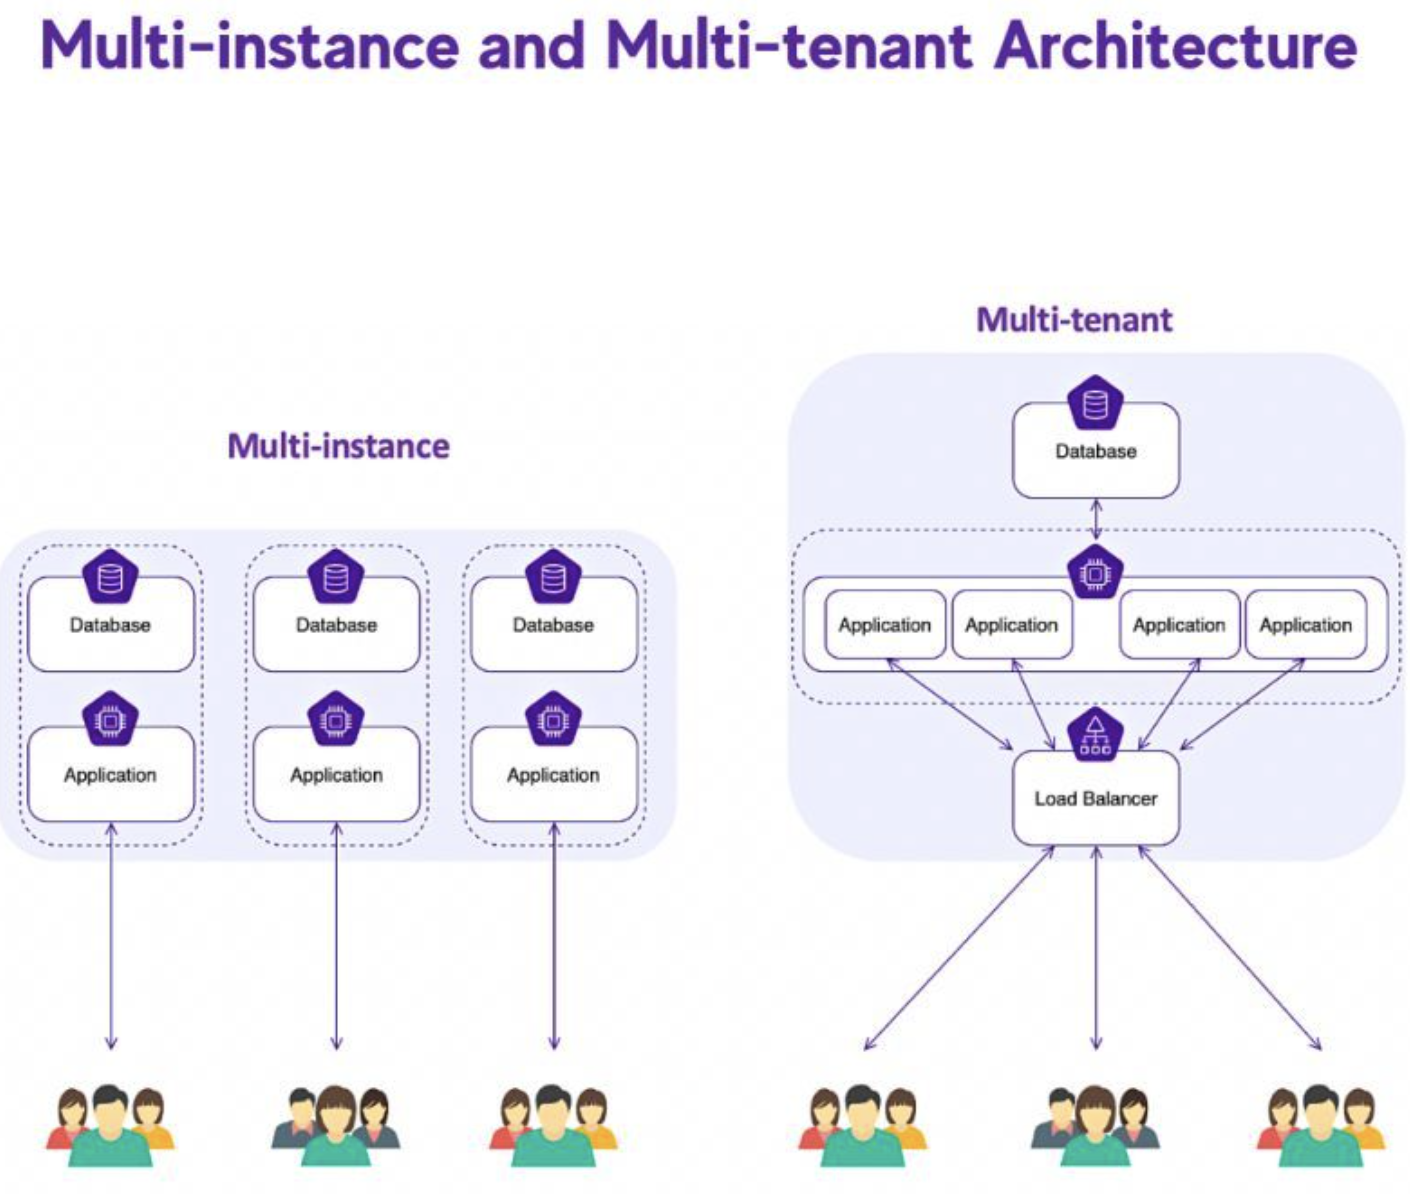 Multi-instance and Multi-tenant Architecture
Multi-instance
Database
Database
Database
Application
Application
Application
Multi-tenant
Database
Application
Application
Application
Application
Load Balancer